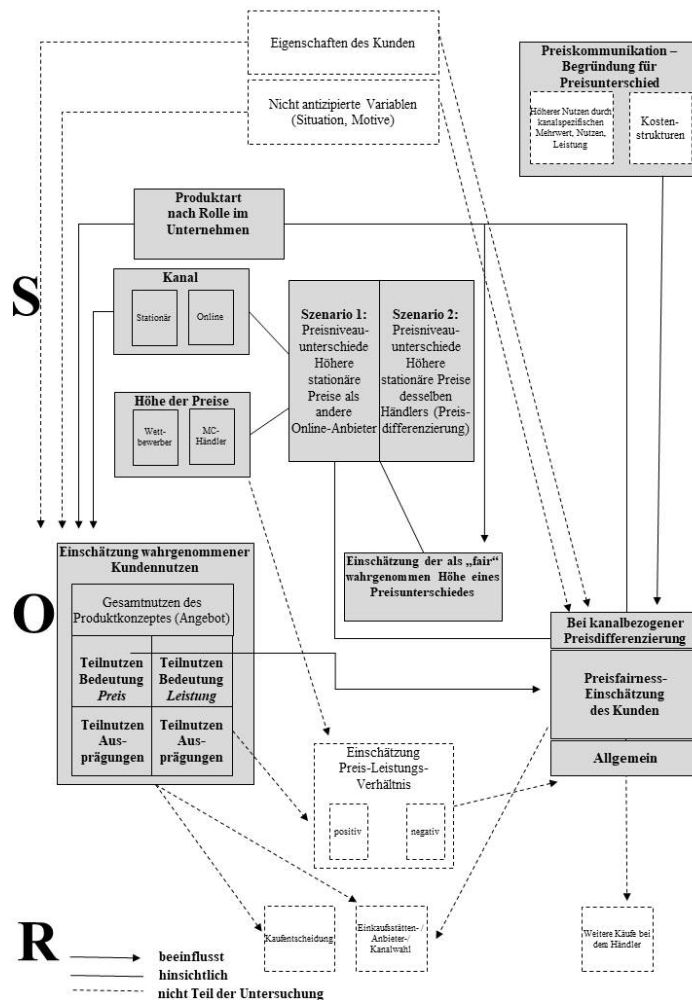 Eigenschaften des Kunden
Nicht antizipierte Variablen
(Situation, Motive)
Preiskommunikation –
Begründung für
Preisunterschied
Höherer Nutzen durch
kanalspezifischen
Mehrwert, Nutzen,
Leistung
Kosten-
strukturen
Produktart
nach Rolle im
Unternehmen
S
Kanal
Stationär
Online
Szenario 1:
Preisniveau-
unterschiede
Höhere
stationäre
Preise als
andere
Online-Anbieter
Szenario 2:
Preisniveau-
unterschiede
Höhere
stationäre Preise
desselben
Händlers (Preis-
differenzierung)
Höhe der Preise
Wett-
bewerber
MC-
Händler
Einschätzung wahrgenommener
Kundennutzen
O
Gesamtnutzen des
Produktkonzeptes (Angebot)
Teilnutzen
Bedeutung
Preis
Teilnutzen
Bedeutung
Leistung
Teilnutzen
Aus-
prägungen
Teilnutzen
Aus-
prägungen
Einschätzung der als „fair“
wahrgenommen Höhe eines
Preisunterschiedes
Bei kanalbezogener
Preisdifferenzierung
Preisfairness-
Einschätzung
des Kunden
Allgemein
Einschätzung
Preis-Leistungs-
Verhältnis
positiv
negativ
R
Kaufentscheidung
Einkaufsstätten- /
Anbieter-/
Kanalwahl
Weitere Käufe bei
dem Händler
beeinflusst
hinsichtlich
nicht Teil der Untersuchung